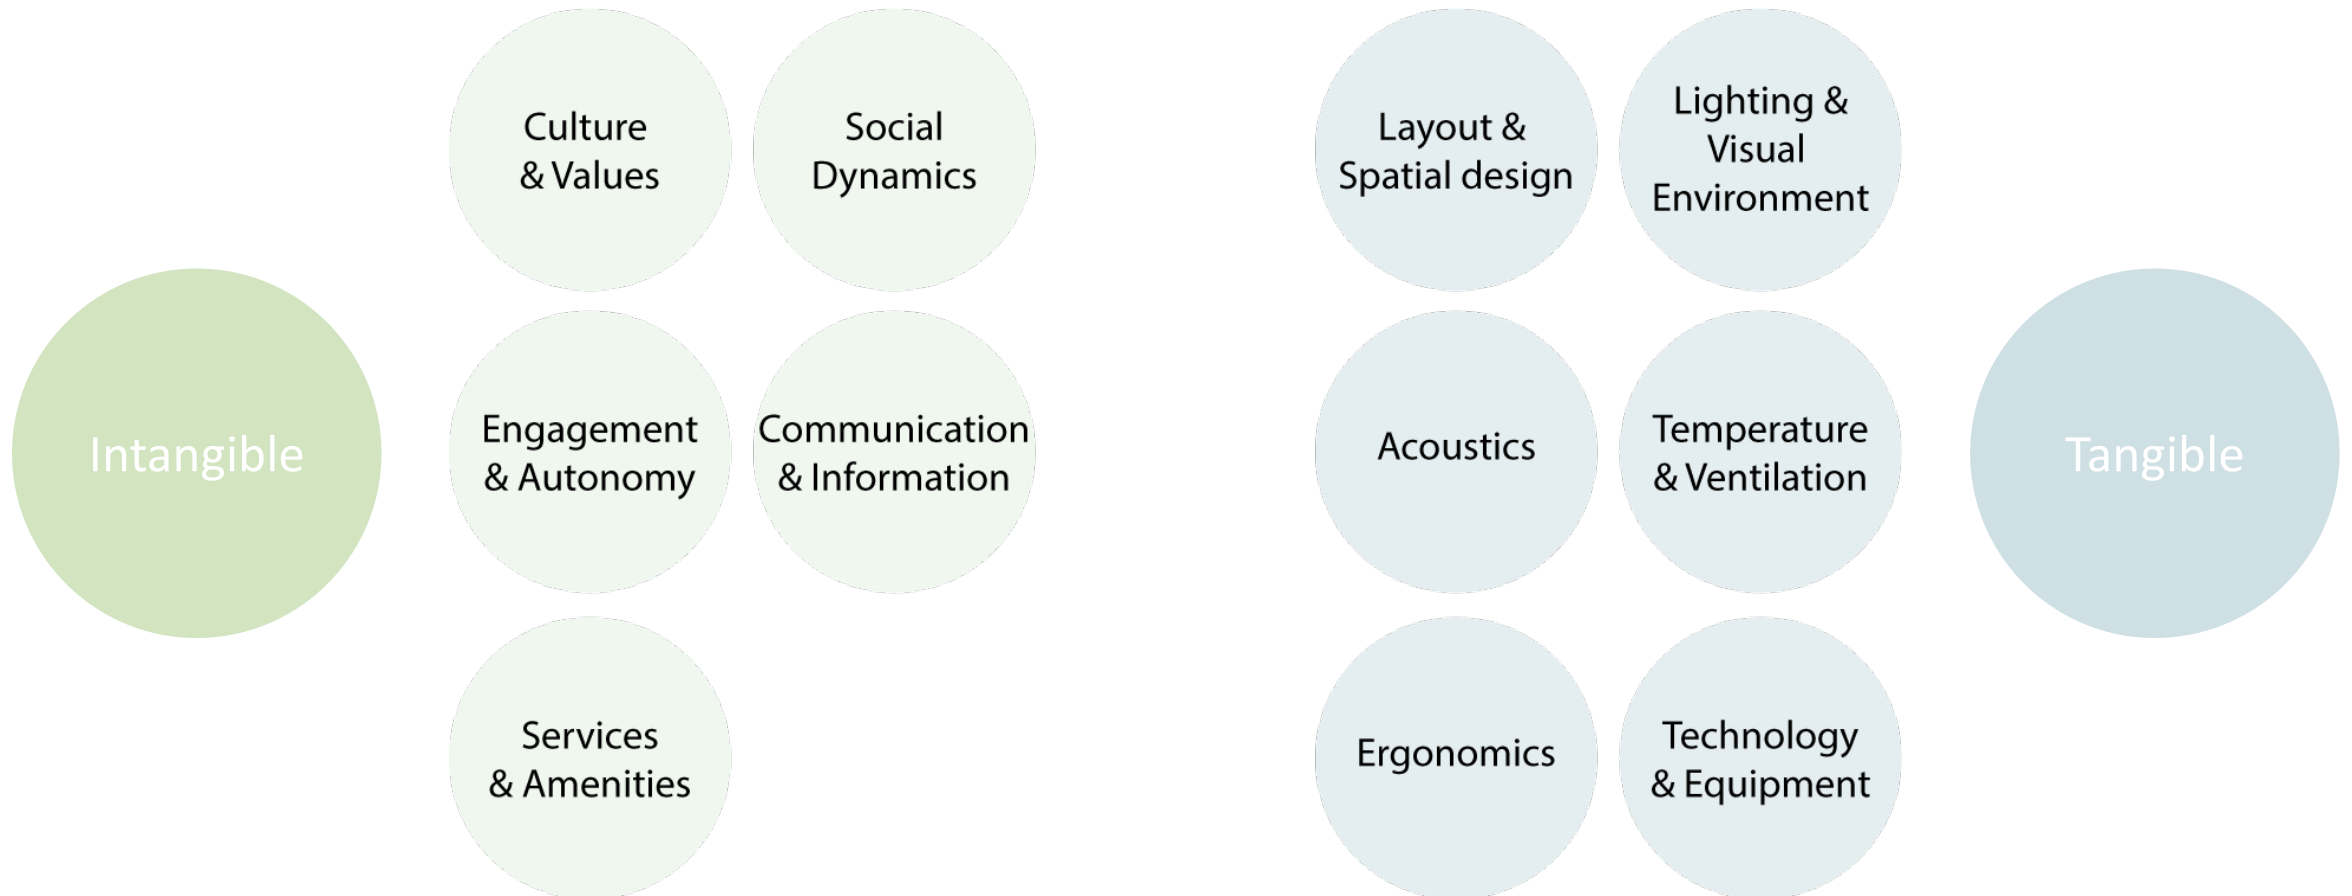 Intangible
Culture
& Values
Social
Dynamics
Engagement
& Autonomy
Communication
& Information
Services
& Amenities
Layout &
Spatial design
Lighting &
Visual
Environment
Acoustics
Temperature
& Ventilation
Ergonomics
Technology
& Equipment
Tangible